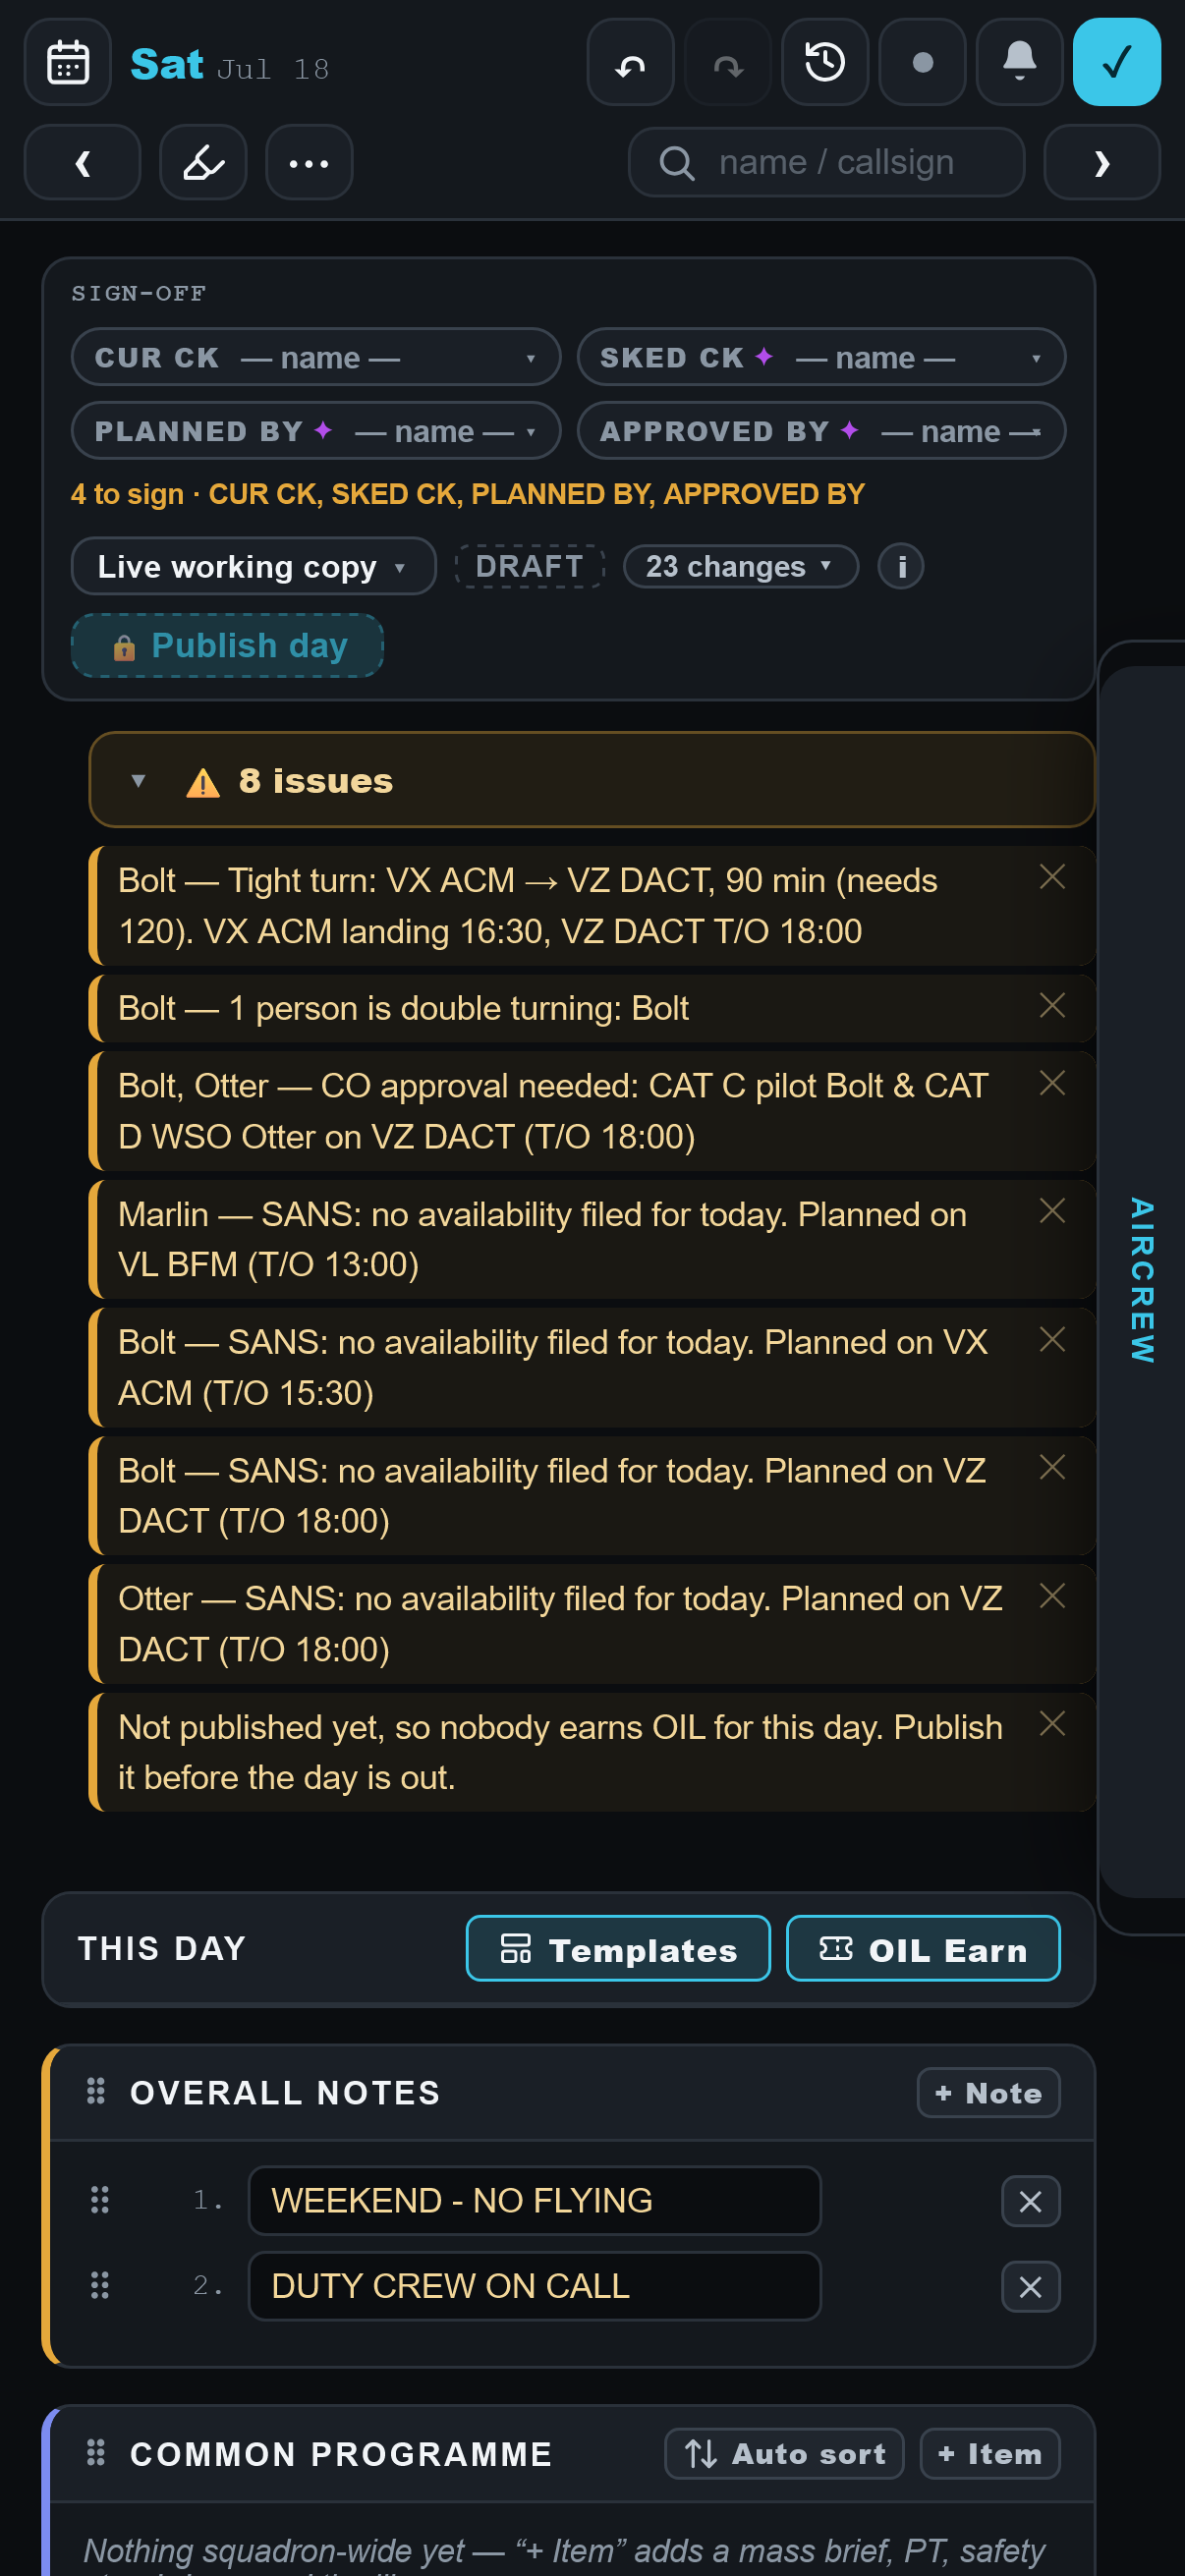 Sat Jul 18
name / callsign
SIGN-OFF
CUR CK — name —
SKED CK ✦ — name —
PLANNED BY ✦ — name —
APPROVED BY ✦ — name —
4 to sign · CUR CK, SKED CK, PLANNED BY, APPROVED BY
Live working copy
DRAFT
23 changes
i
Publish day
8 issues
Bolt — Tight turn: VX ACM → VZ DACT, 90 min (needs
120). VX ACM landing 16:30, VZ DACT T/O 18:00
Bolt — 1 person is double turning: Bolt
Bolt, Otter — CO approval needed: CAT C pilot Bolt & CAT
D WSO Otter on VZ DACT (T/O 18:00)
Marlin — SANS: no availability filed for today. Planned on
VL BFM (T/O 13:00)
Bolt — SANS: no availability filed for today. Planned on VX
ACM (T/O 15:30)
Bolt — SANS: no availability filed for today. Planned on VZ
DACT (T/O 18:00)
Otter — SANS: no availability filed for today. Planned on VZ
DACT (T/O 18:00)
Not published yet, so nobody earns OIL for this day. Publish
it before the day is out.
AIRCREW
THIS DAY
Templates
OIL Earn
OVERALL NOTES
+ Note
1. WEEKEND - NO FLYING
2. DUTY CREW ON CALL
COMMON PROGRAMME
Auto sort
+ Item
Nothing squadron-wide yet — “+ Item” adds a mass brief, PT, safety